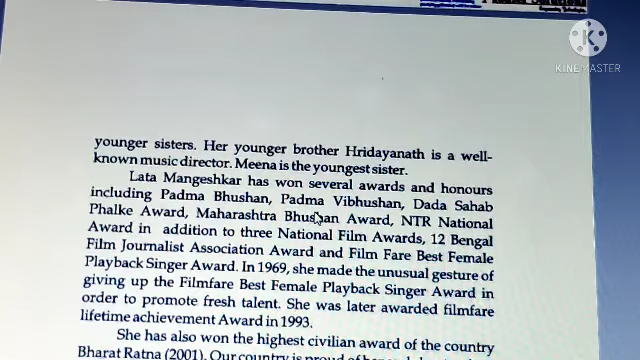 KINEMASTER
younger sisters. Her young brother Hridayanath is a well-
known music director. Meena is the youngest sister.
Lata Mangeshkar has won several awards and honours
including Padma Bhushan, Padma Vibhushan, Dada Sahab
Phalke Award, Maharashtra Bhushan Award, NTR National
Award in addition to three National Film Awards, 12 Bengal
Film Journalist Association Award and Film Fare Best Female
Playback Singer Award. In 1969, she made the unusual gesture of
giving up the Filmfare Best Female Playback Singer Award in
order to promote fresh talent. She was later awarded filmfare
lifetime achievement Award in 1993.
She has also won the highest civilian award of the country
Bharat Ratna (2001). Our country is proud of